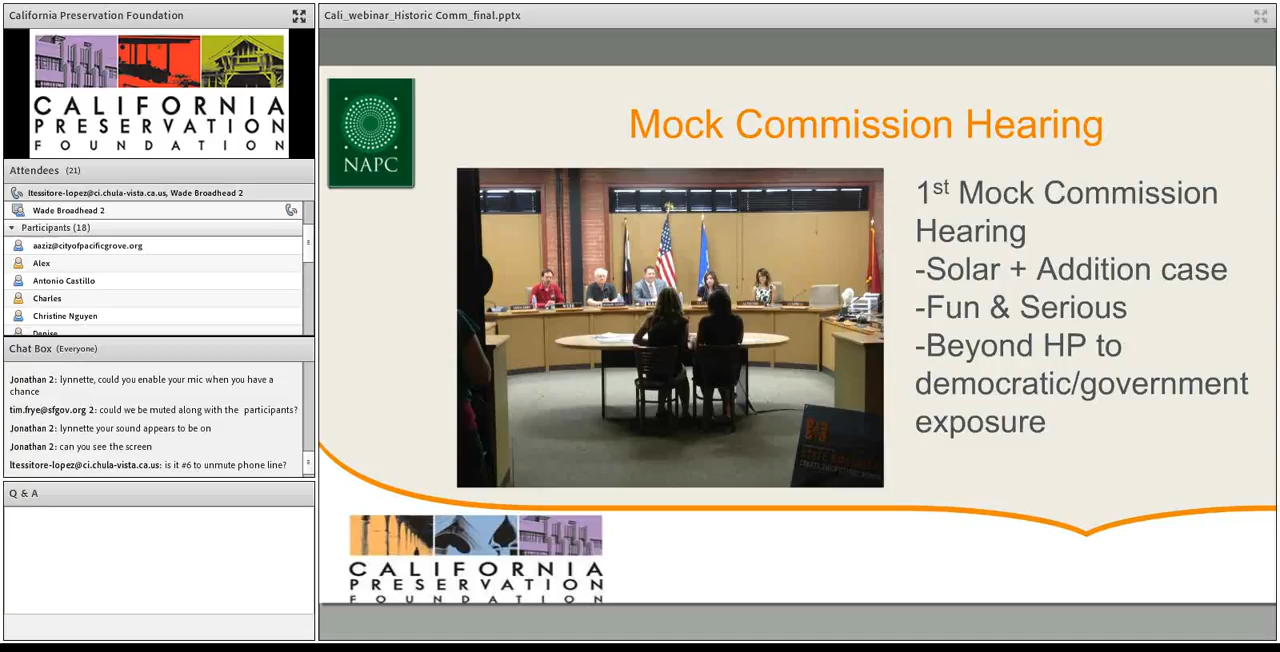 California Preservation Foundation
CALIFORNIA
PRESERVATION
FOUNDATION
Attendees (21)
ltessitore-lopez@ci.chula-vista.ca.us, Wade Broadhead 2
Wade Broadhead 2
Participants (18)
aaziz@cityofpacificgrove.org
Alex
Antonio Castillo
Charles
Christine Nguyen
Denise
Chat Box (Everyone)
Jonathan 2: lynnette, could you enable your mic when you have a
chance
tim.frye@sfgov.org 2: could we be muted along with the participants?
Jonathan 2: lynnette your sound appears to be on
Jonathan 2: can you see the screen
ltessitore-lopez@ci.chula-vista.ca.us: is it #6 to unmute phone line?
Q & A
Cali_webinar_Historic Comm_final.pptx
NAPC
Mock Commission Hearing
1st Mock Commission
Hearing
-Solar + Addition case
-Fun & Serious
-Beyond HP to
democratic/government
exposure
CALIFORNIA
PRESERVATION
FOUNDATION